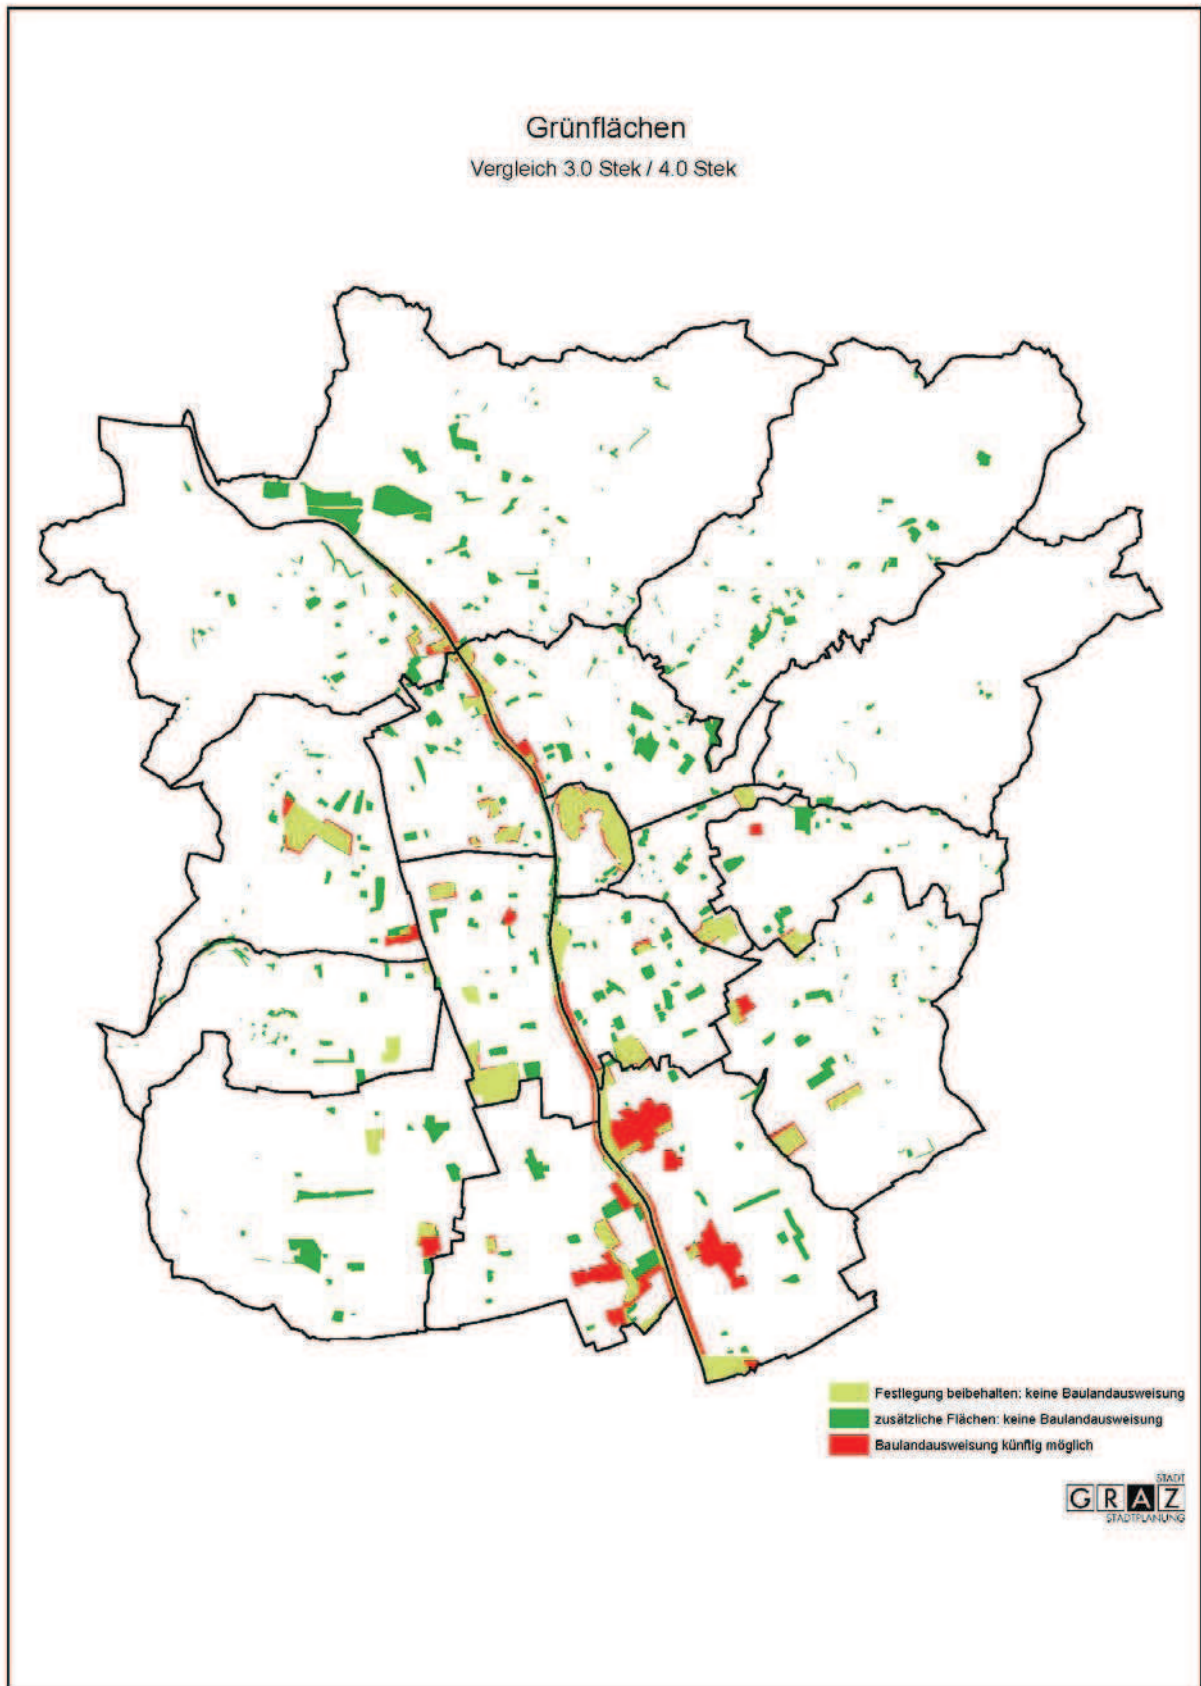 Grünflächen
Vergleich 3.0 Stek / 4.0 Stek
Festlegung beibehalten: keine Baulandausweisung
zusätzliche Flächen: keine Baulandausweisung
Baulandausweisung künftig möglich
STADT
GRAZ
STADTPLANUNG